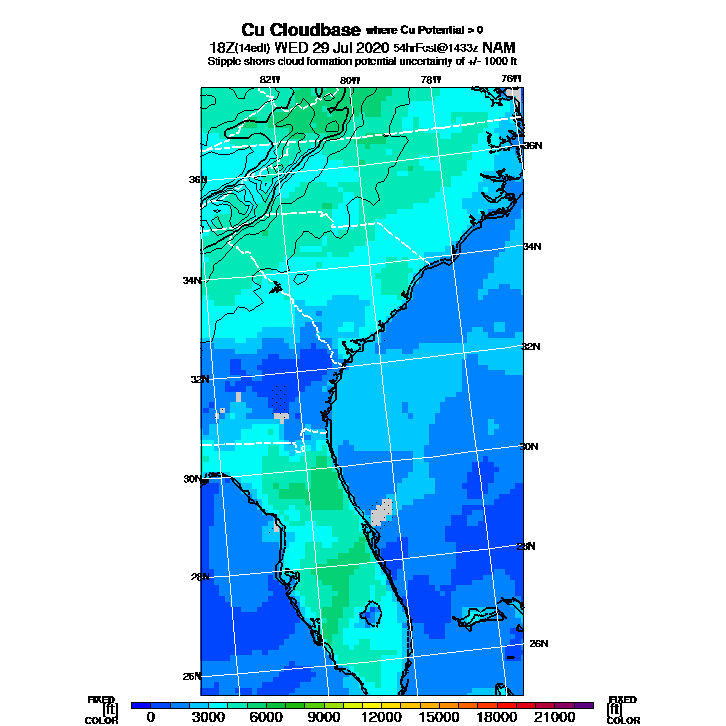 Cu Cloudbase where Cu Potential > 0
18Z(14edt) WED 29 Jul 2020 54hrFcst@1433z NAM
Stipple shows cloud formation potential uncertainty of +/- 1000 ft
82W 80W 78W 76W
36N
36N
34N
34N
32N
32N
30N
30N
28N
28N
26N
26N
FIXED FIXED
[ft] [ft]
COLOR COLOR
0 3000 6000 9000 12000 15000 18000 21000